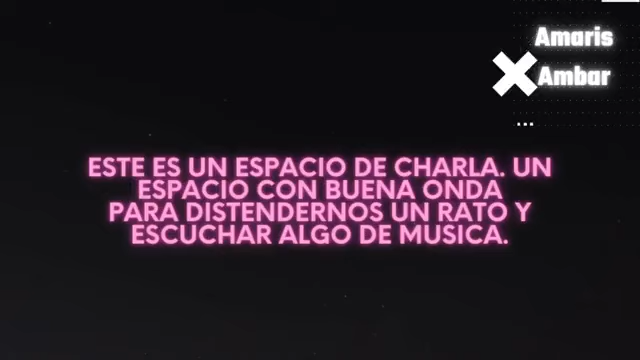 Amaris
Ambar
...
ESTE ES UN ESPACIO DE CHARLA. UN
ESPACIO CON BUENA ONDA
PARA DISTENDERNOS UN RATO Y
ESCUCHAR ALGO DE MUSICA.